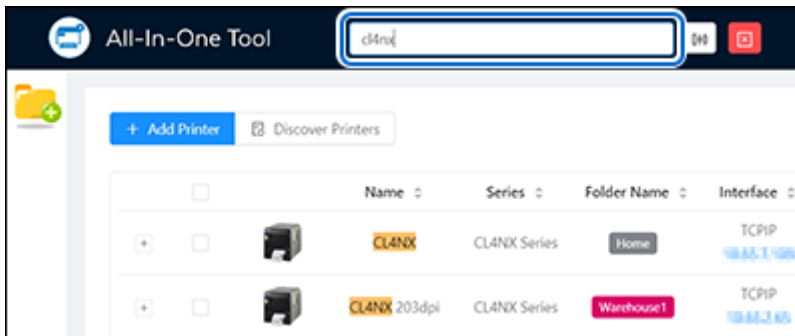 All-In-One Tool
cl4nx
+ Add Printer
Discover Printers
Name Series Folder Name Interface
CL4NX CL4NX Series Home TCPIP
CL4NX 203dpi CL4NX Series Warehouse1 TCPIP